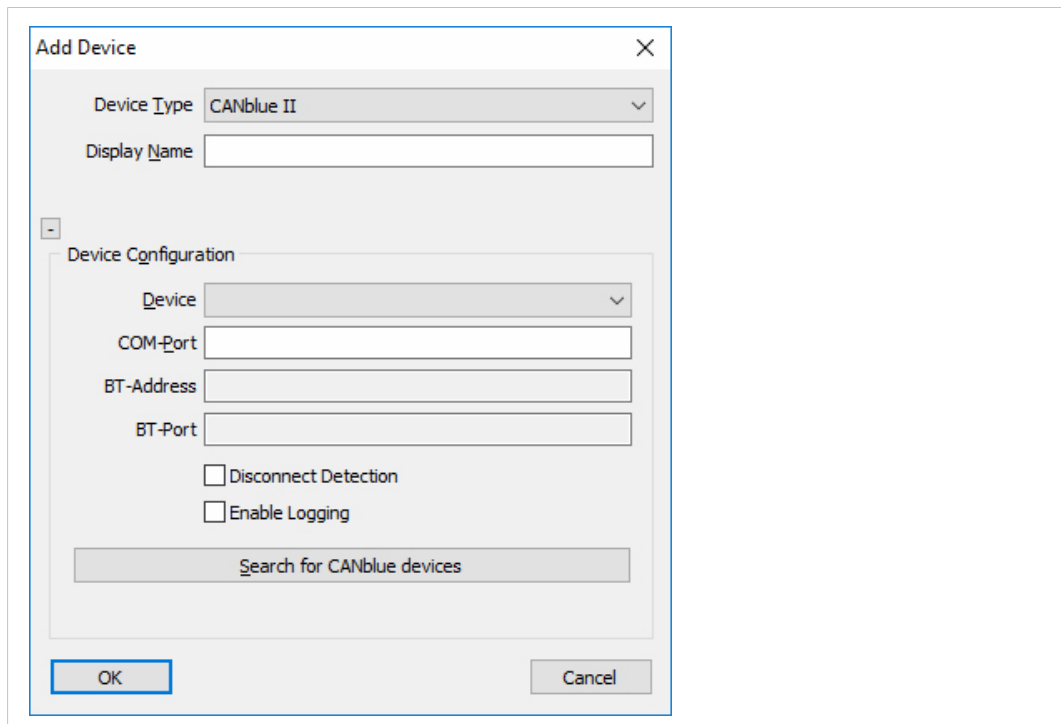 Add Device
Device Type CANblue II
Display Name
-
Device Configuration
Device
COM-Port
BT-Address
BT-Port
Disconnect Detection
Enable Logging
Search for CANblue devices
OK Cancel